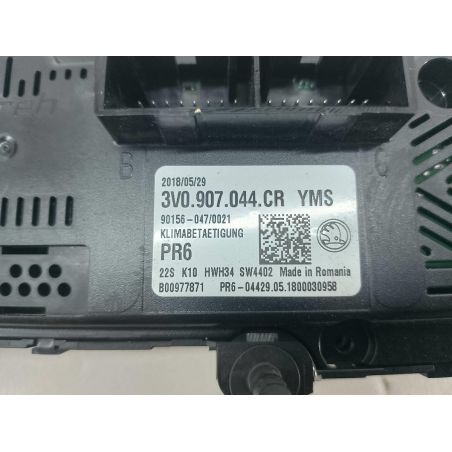 reh
B
C
2018/05/29
3V0.907.044.CR YMS
90156-047/0021
KLIMABETAETIGUNG
PR6
22S K10 HWH34 SW4402 Made in Romania
B00977871 PR6-04429.05.1800030958